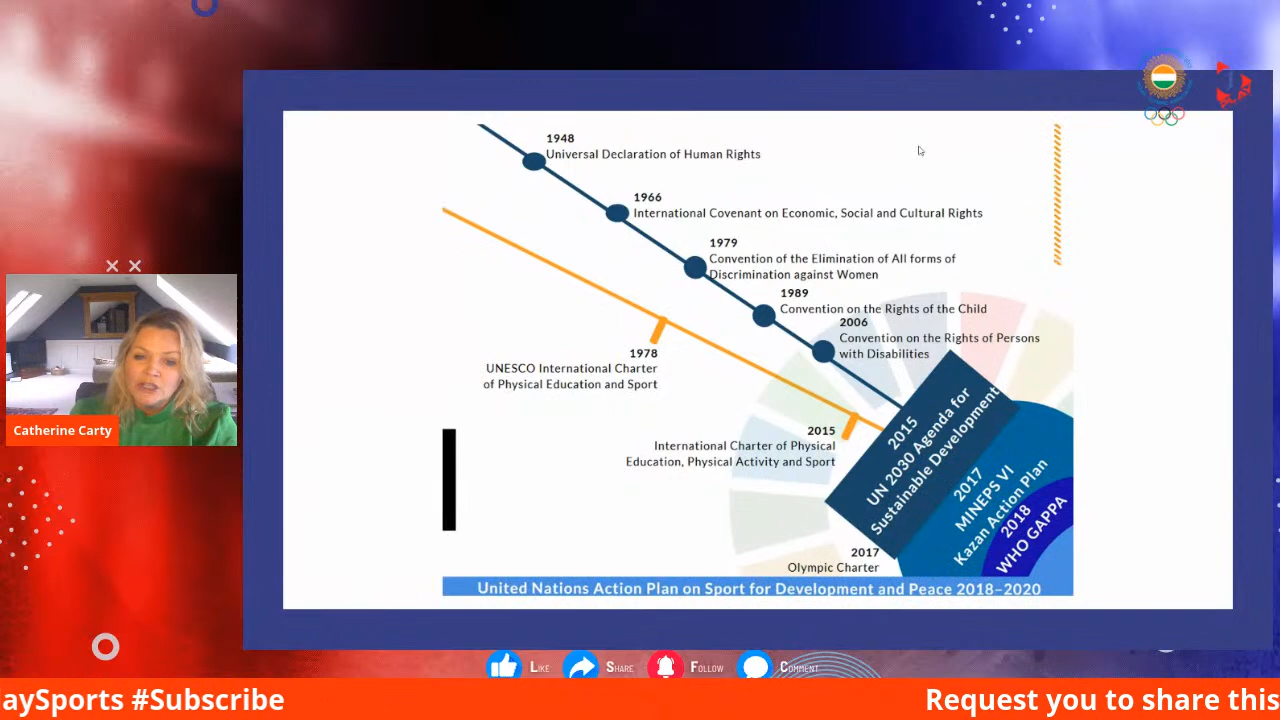 1948
Universal Declaration of Human Rights
1966
International Covenant on Economic, Social and Cultural Rights
1979
Convention of the Elimination of All forms of
Discrimination against Women
1989
Convention on the Rights of the Child
2006
Convention on the Rights of Persons
with Disabilities
1978
UNESCO International Charter
of Physical Education and Sport
2015
International Charter of Physical
Education, Physical Activity and Sport
2015
UN 2030 Agenda for
Sustainable Development
2017
MINEPS VI
Kazan Action Plan
2018
WHO GAPPA
2017
Olympic Charter
United Nations Action Plan on Sport for Development and Peace 2018–2020
Catherine Carty
LIKE
SHARE
FOLLOW
COMMENT
aySports #Subscribe
Request you to share this